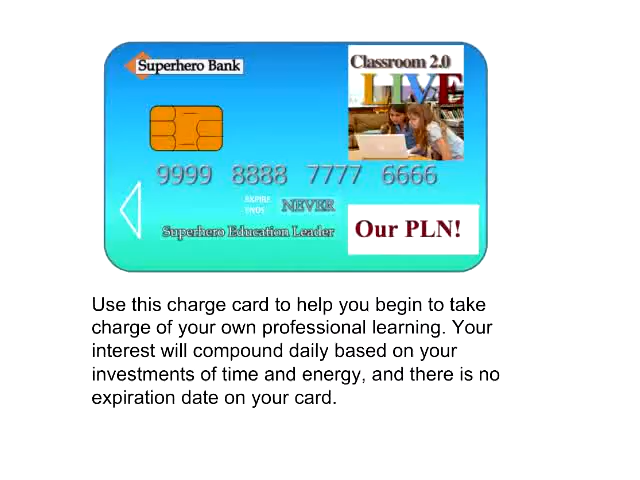 Superhero Bank
Classroom 2.0
LIVE
9999 8888 7777 6666
EXPIRE
ENDS
NEVER
Superhero Education Leader
Our PLN!
Use this charge card to help you begin to take
charge of your own professional learning. Your
interest will compound daily based on your
investments of time and energy, and there is no
expiration date on your card.